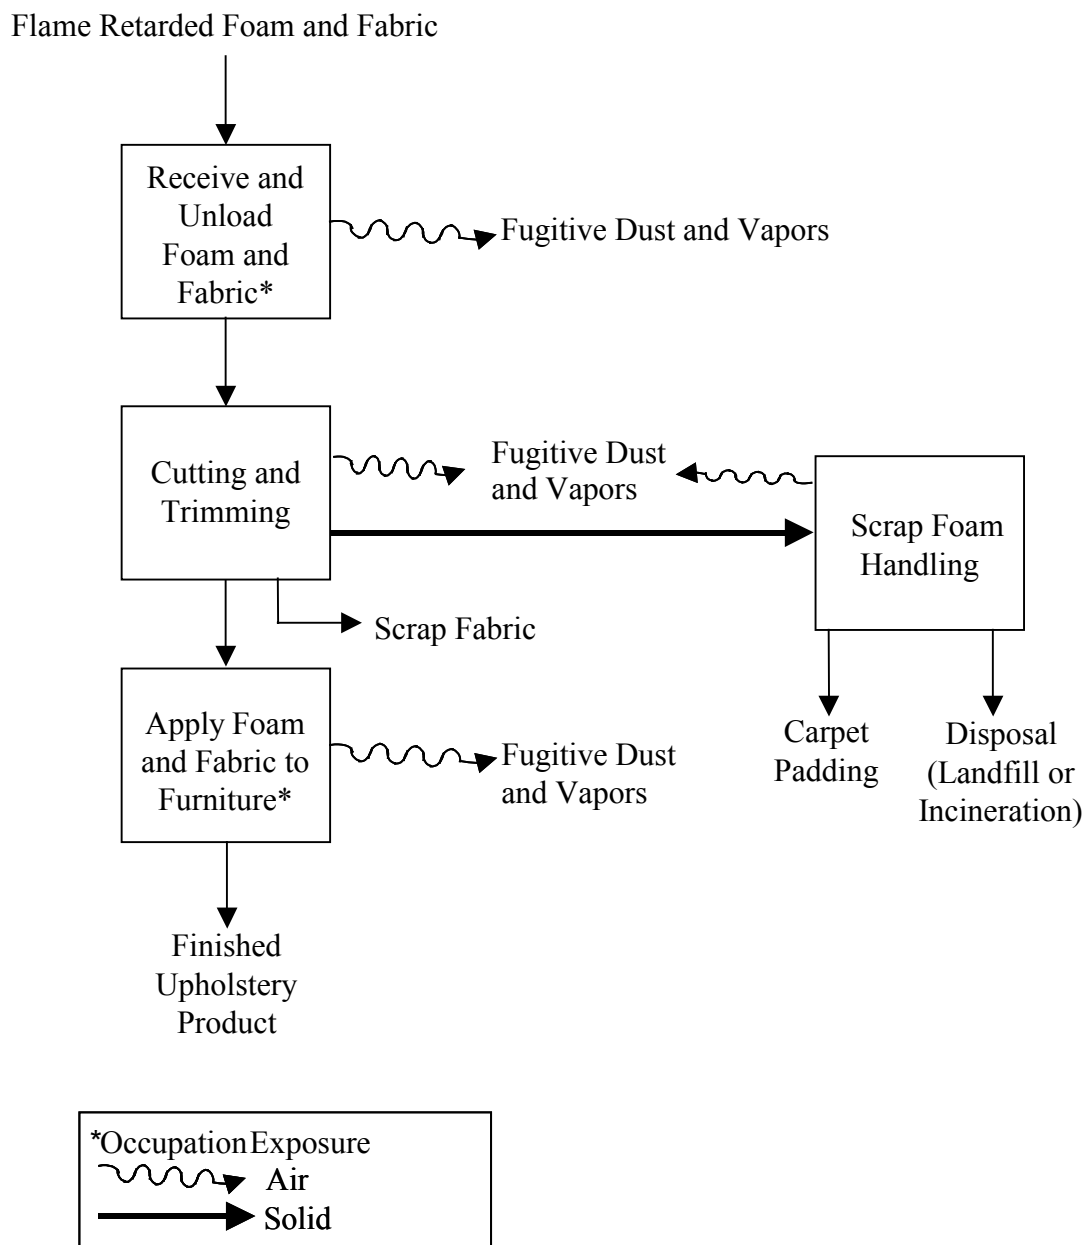 Flame Retarded Foam and Fabric
Receive and
Unload
Foam and
Fabric*
Fugitive Dust and Vapors
Cutting and
Trimming
Fugitive Dust
and Vapors
Scrap Foam
Handling
Scrap Fabric
Apply Foam
and Fabric to
Furniture*
Fugitive Dust
and Vapors
Carpet
Padding
Disposal
(Landfill or
Incineration)
Finished
Upholstery
Product
*Occupation Exposure
Air
Solid